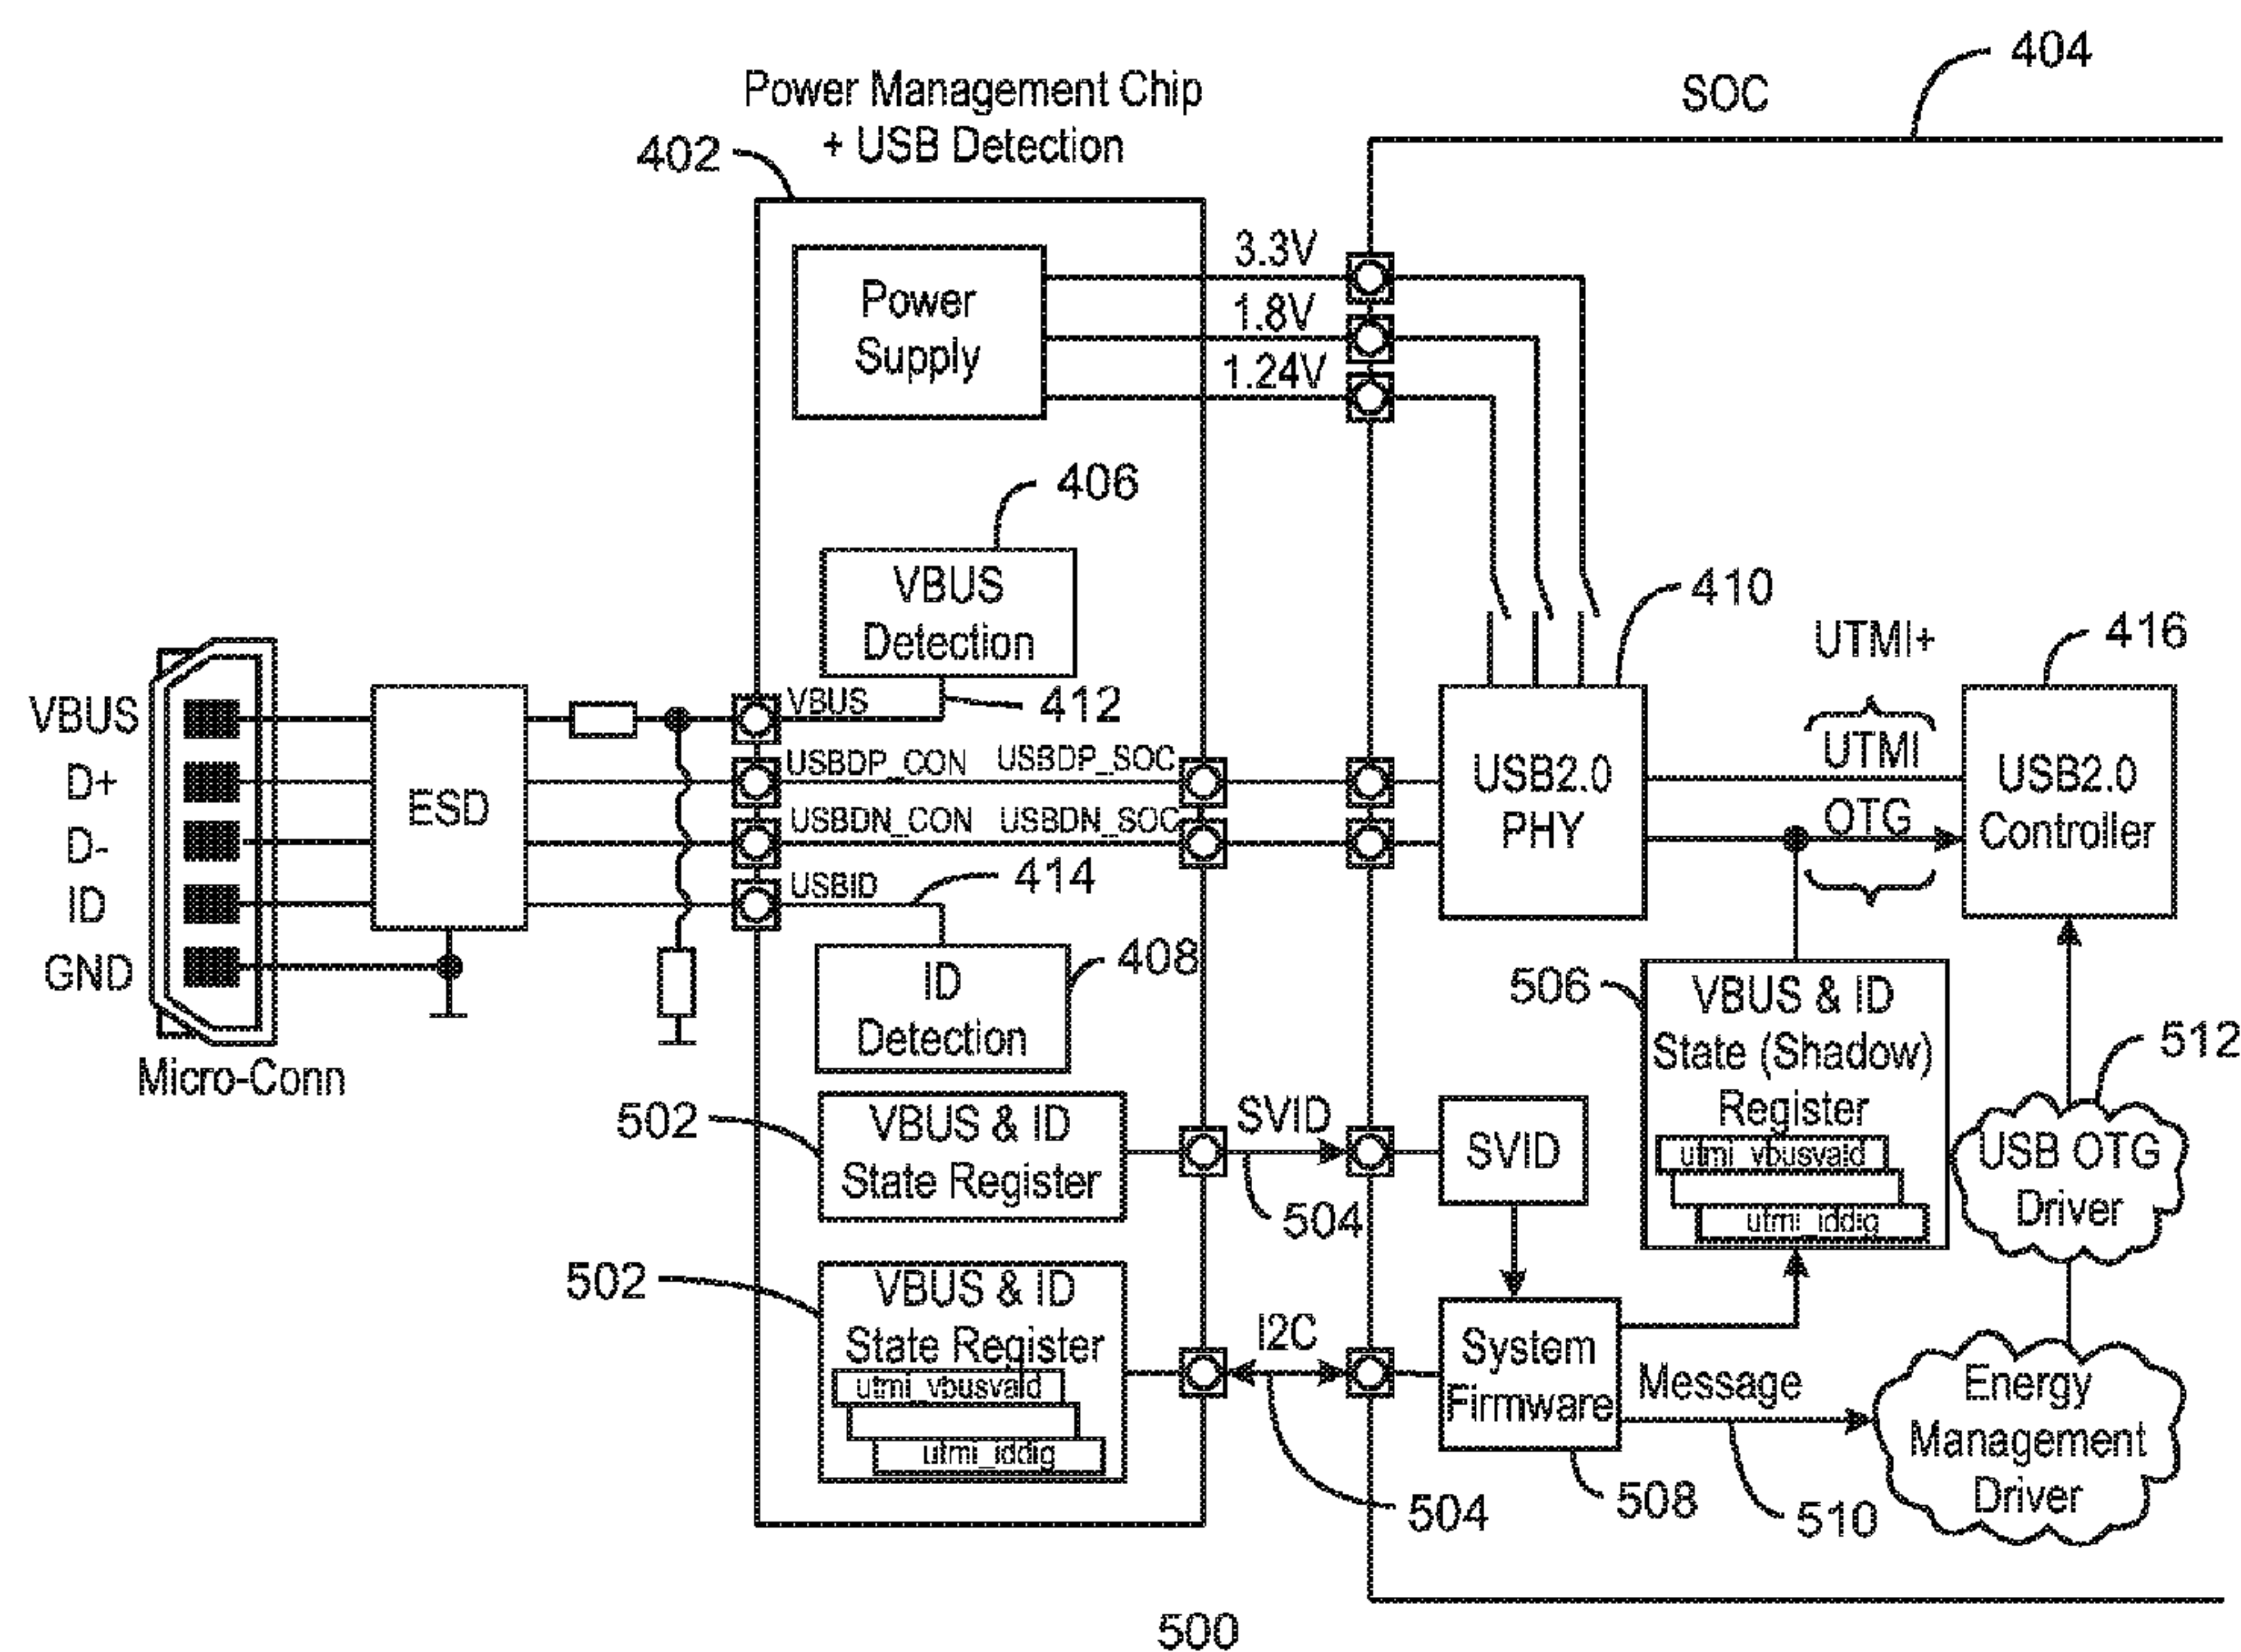 404
SOC
Power Management Chip
+ USB Detection
402
3.3V
1.8V
1.24V
Power
Supply
406
VBUS
Detection
412
410
UTMI+
416
VBUS
D+
D-
ID
GND
Micro-Conn
ESD
VBUS
USBDP_CON USBDP_SOC
USBDN_CON USBDN_SOC
USBID
414
USB2.0
PHY
UTMI
OTG
USB2.0
Controller
ID
Detection
408
506
VBUS & ID
State (Shadow)
Register
utmi_vbusvald
utmi_iddig
512
USB OTG
Driver
502
VBUS & ID
State Register
SVID
504
SVID
502
VBUS & ID
State Register
utmi_vbusvald
utmi_iddig
I2C
504
System
Firmware
508
Message
510
Energy
Management
Driver
500